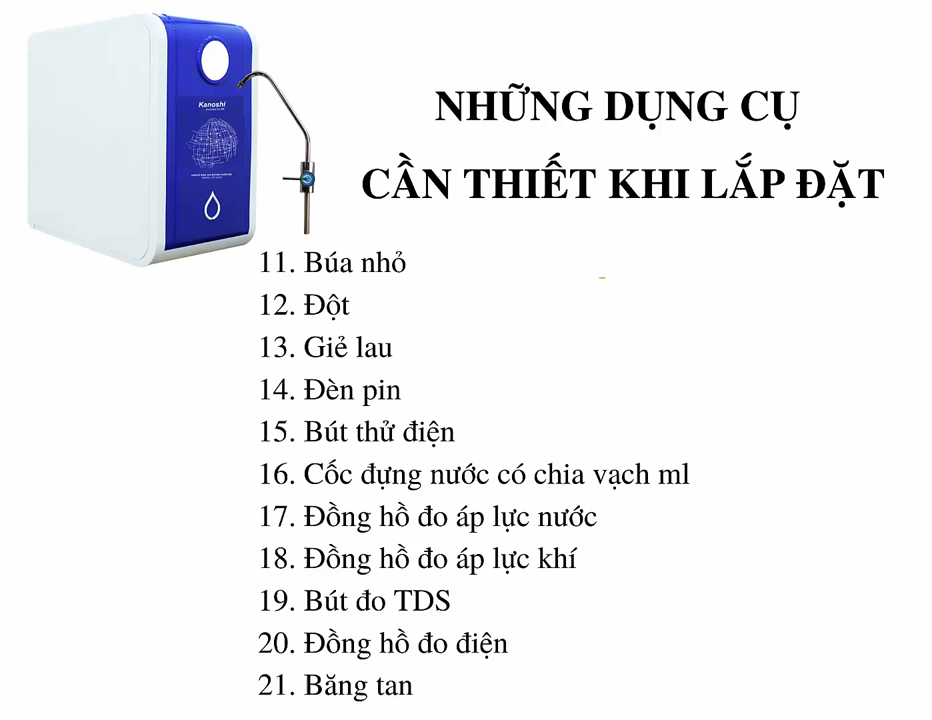 Kanoshi
NHỮNG DỤNG CỤ
CẦN THIẾT KHI LẮP ĐẶT
11. Búa nhỏ
12. Đột
13. Giẻ lau
14. Đèn pin
15. Bút thử điện
16. Cốc đựng nước có chia vạch ml
17. Đồng hồ đo áp lực nước
18. Đồng hồ đo áp lực khí
19. Bút đo TDS
20. Đồng hồ đo điện
21. Băng tan